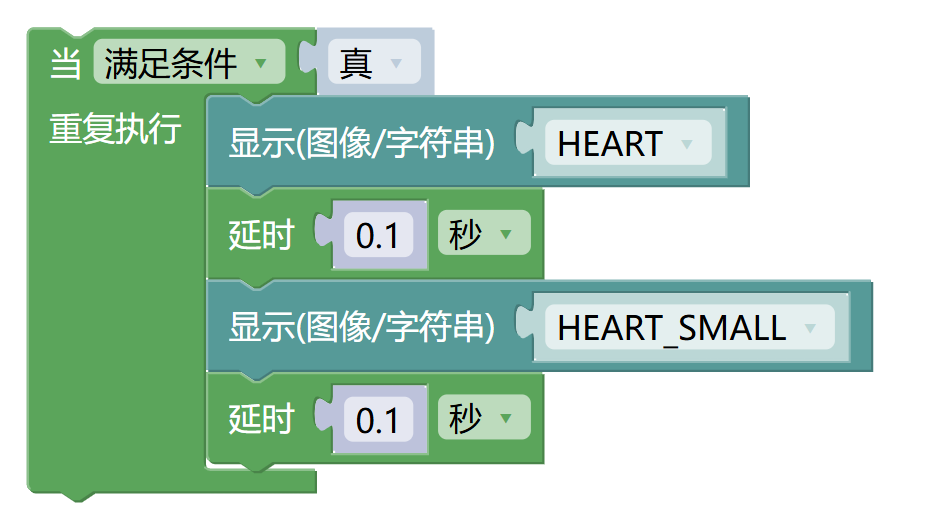 当 满足条件 真
重复执行
显示(图像/字符串) HEART
延时 0.1 秒
显示(图像/字符串) HEART_SMALL
延时 0.1 秒